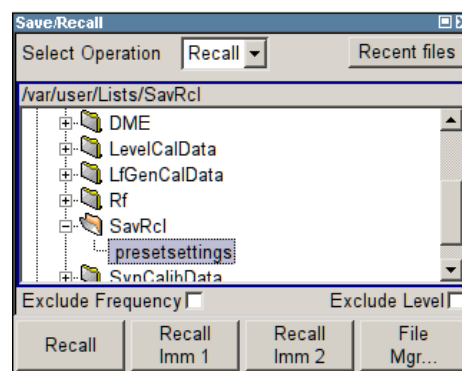 Save/Recall
Select Operation Recall Recent files
/var/user/Lists/SavRcl
DME
LevelCalData
LfGenCalData
Rf
SavRcl
presetsettings
SynCalibData
Exclude Frequency Exclude Level
Recall Recall Imm 1 Recall Imm 2 File Mgr...